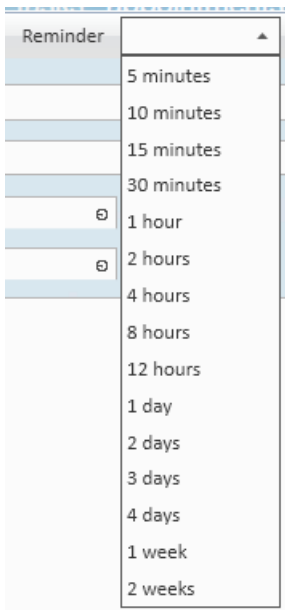 Reminder
5 minutes
10 minutes
15 minutes
30 minutes
1 hour
2 hours
4 hours
8 hours
12 hours
1 day
2 days
3 days
4 days
1 week
2 weeks